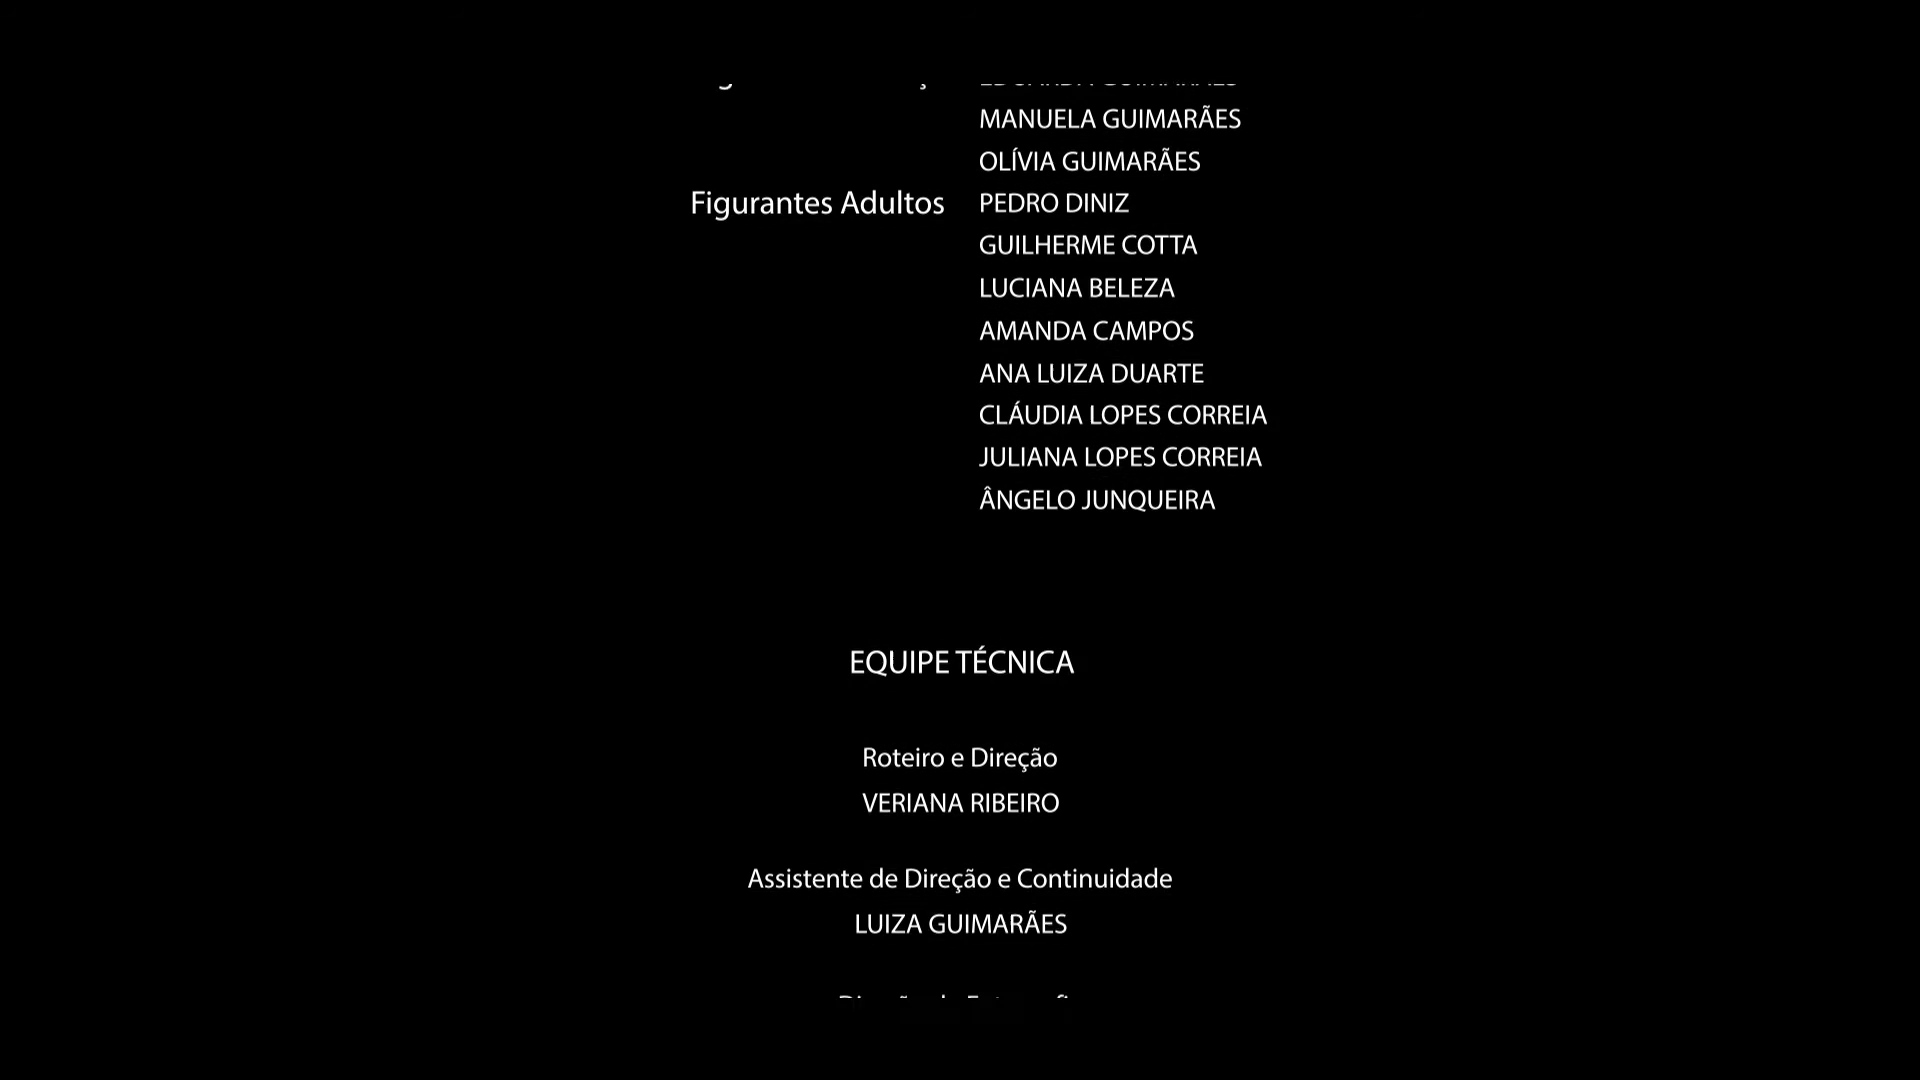 MANUELA GUIMARÃES
OLÍVIA GUIMARÃES
Figurantes Adultos PEDRO DINIZ
GUILHERME COTTA
LUCIANA BELEZA
AMANDA CAMPOS
ANA LUIZA DUARTE
CLÁUDIA LOPES CORREIA
JULIANA LOPES CORREIA
ÂNGELO JUNQUEIRA
EQUIPE TÉCNICA
Roteiro e Direção
VERIANA RIBEIRO
Assistente de Direção e Continuidade
LUIZA GUIMARÃES